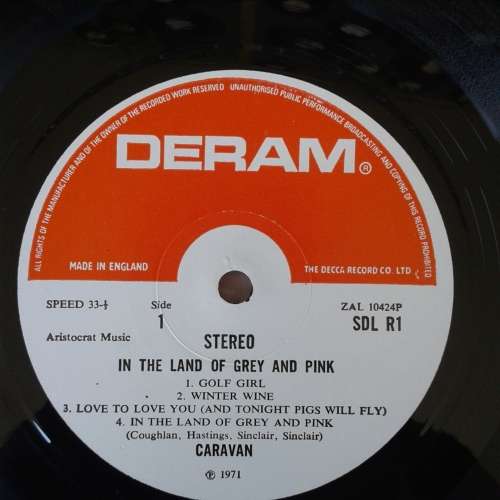 ALL RIGHTS OF THE MANUFACTURER AND OF THE OWNER OF THE RECORDED WORK RESERVED UNAUTHORISED PUBLIC PERFORMANCE BROADCASTING AND COPYING OF THIS RECORD PROHIBITED
DERAM®
MADE IN ENGLAND
THE DECCA RECORD CO. LTD.
SPEED 33-⅓ Side ZAL 10424P
1 SDL R1
Aristocrat Music STEREO
IN THE LAND OF GREY AND PINK
1. GOLF GIRL
2. WINTER WINE
3. LOVE TO LOVE YOU (AND TONIGHT PIGS WILL FLY)
4. IN THE LAND OF GREY AND PINK
(Coughlan, Hastings, Sinclair, Sinclair)
CARAVAN
℗ 1971